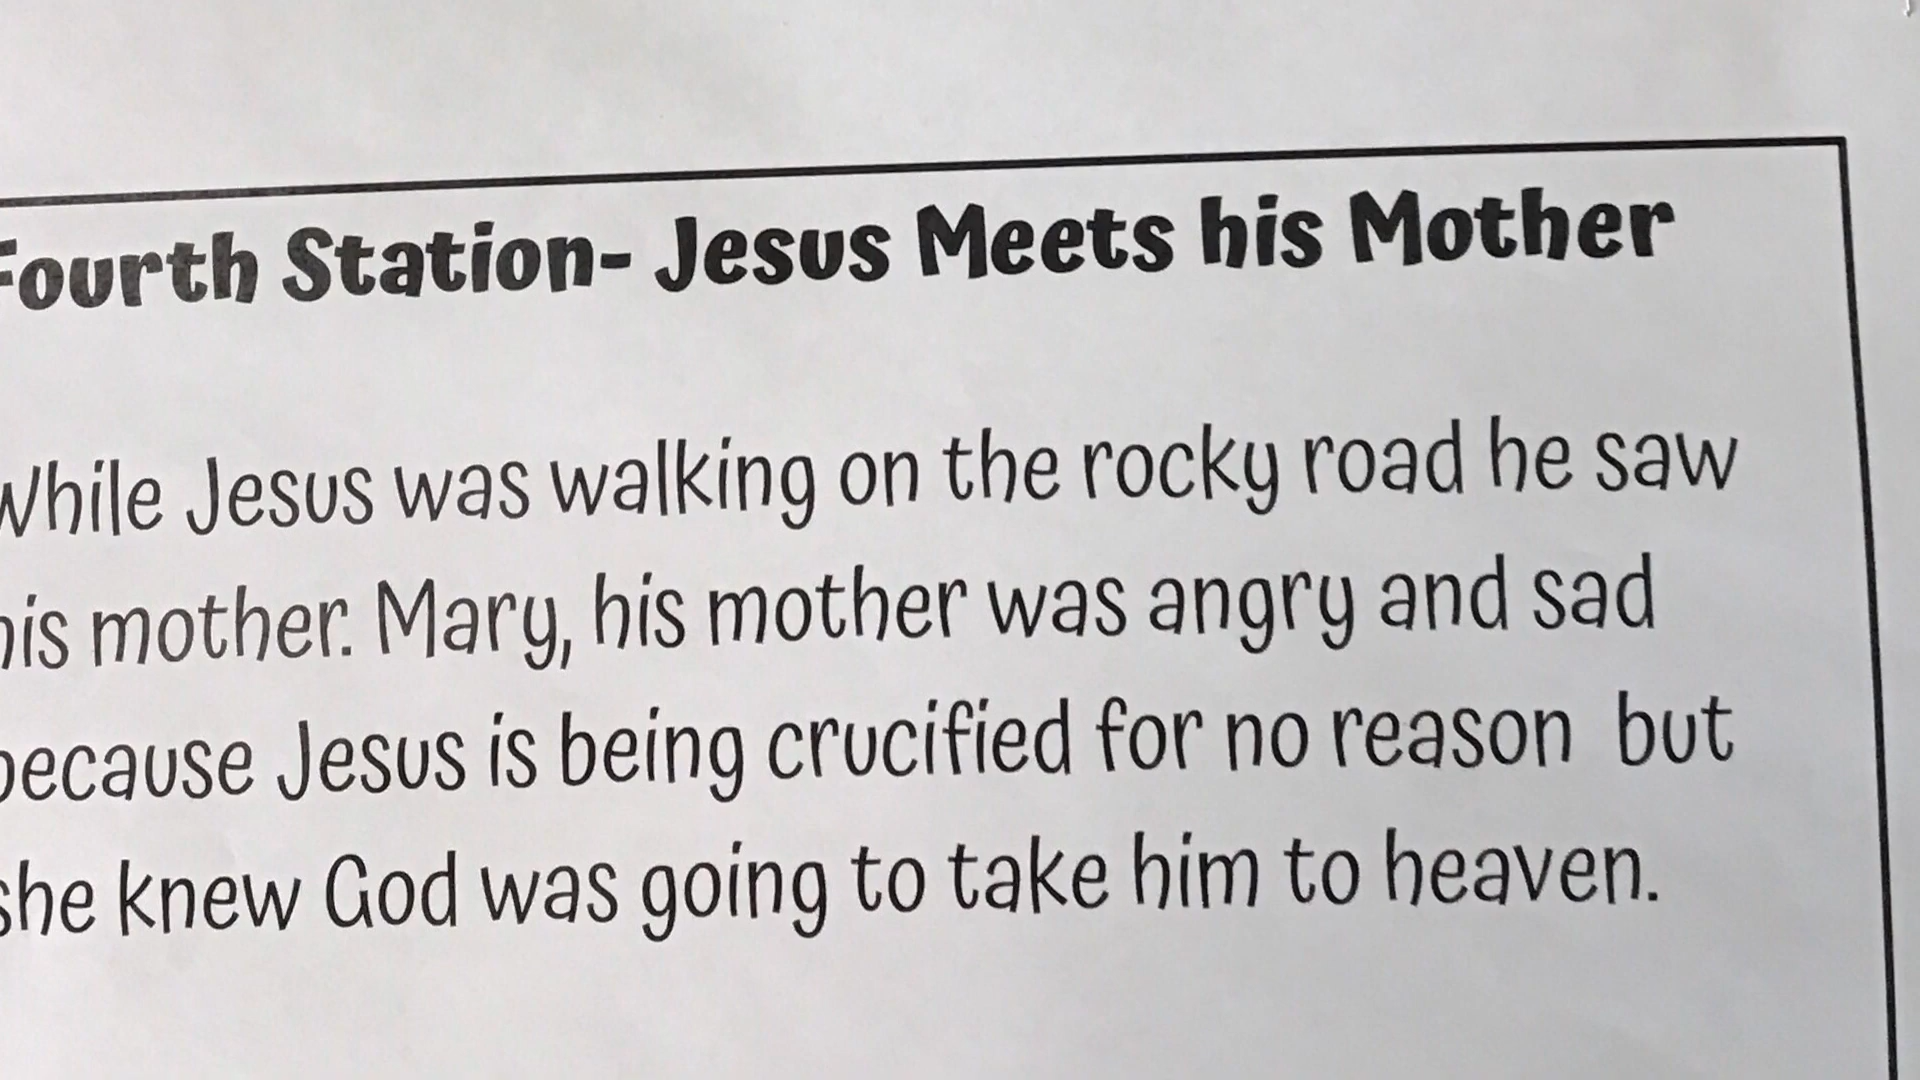 Fourth Station- Jesus Meets his Mother
While Jesus was walking on the rocky road he saw
his mother. Mary, his mother was angry and sad
because Jesus is being crucified for no reason but
she knew God was going to take him to heaven.